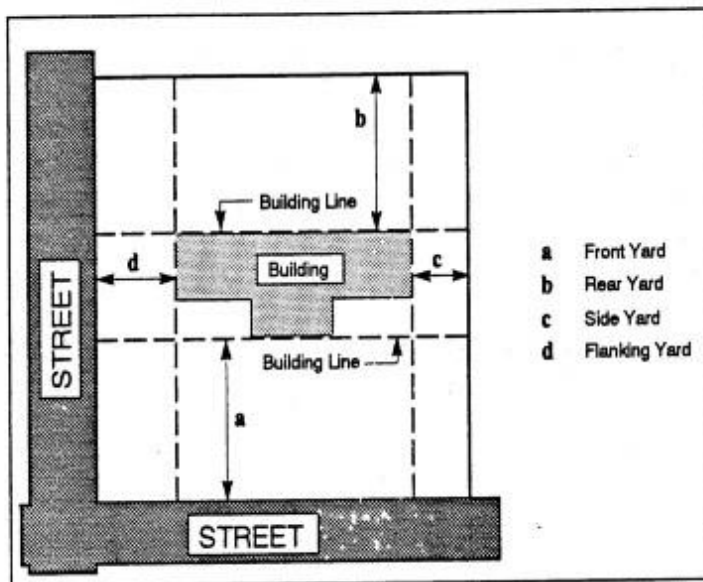 b
Building Line
d
Building
c
STREET
Building Line
a
STREET
a Front Yard
b Rear Yard
c Side Yard
d Flanking Yard